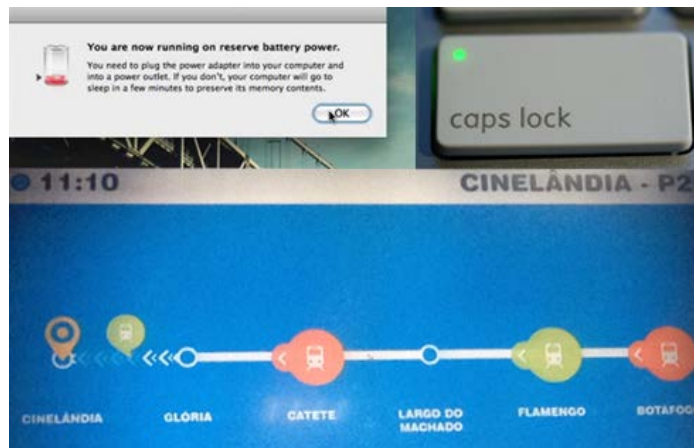 You are now running on reserve battery power.
You need to plug the power adapter into your computer and
into a power outlet. If you don't, your computer will go to
sleep in a few minutes to preserve its memory contents.
OK
caps lock
11:10
CINELÂNDIA - P2
CINELÂNDIA
GLÓRIA
CATETE
LARGO DO
MACHADO
FLAMENGO
BOTAFOG